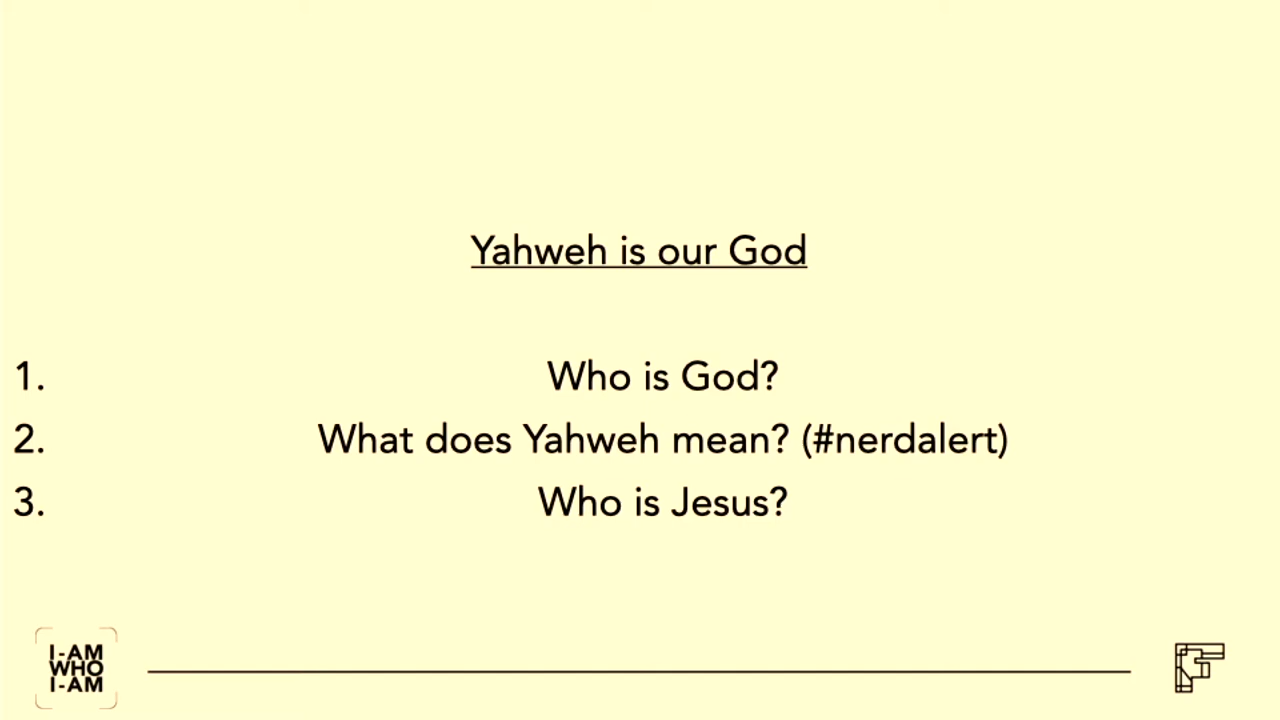 Yahweh is our God
1. Who is God?
2. What does Yahweh mean? (#nerdalert)
3. Who is Jesus?
I-AM
WHO
I-AM